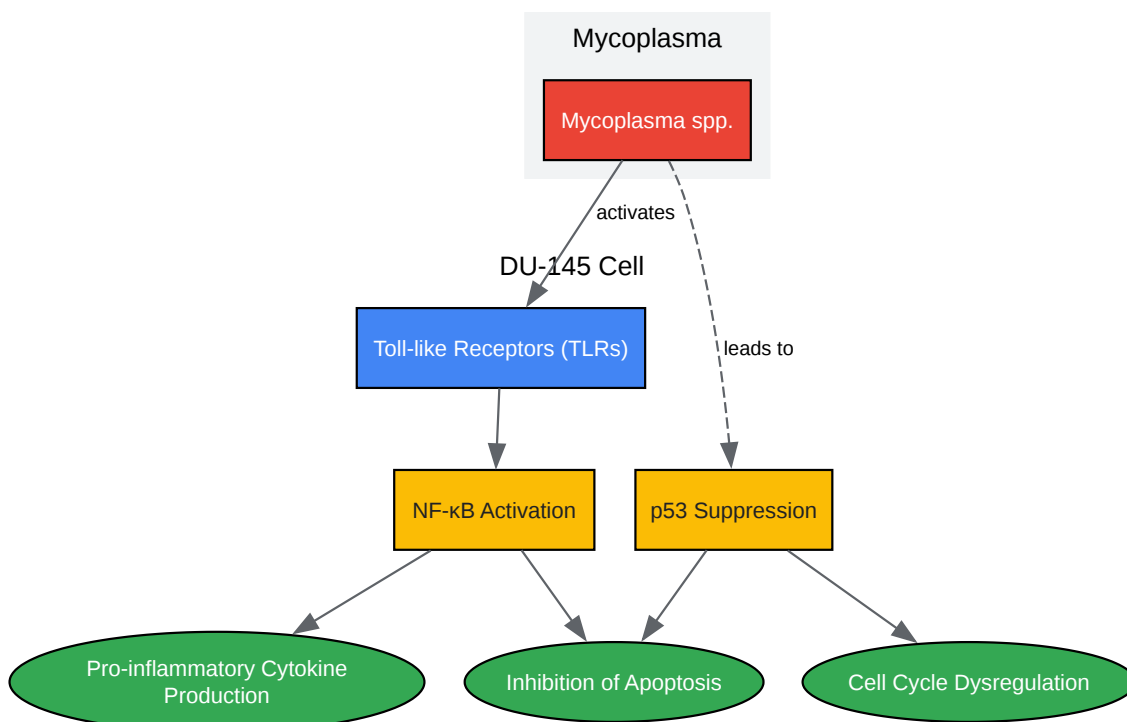 Mycoplasma
Mycoplasma spp.
activates
DU-145 Cell
Toll-like Receptors (TLRs)
leads to
NF-κB Activation
p53 Suppression
Pro-inflammatory Cytokine
Production
Inhibition of Apoptosis
Cell Cycle Dysregulation